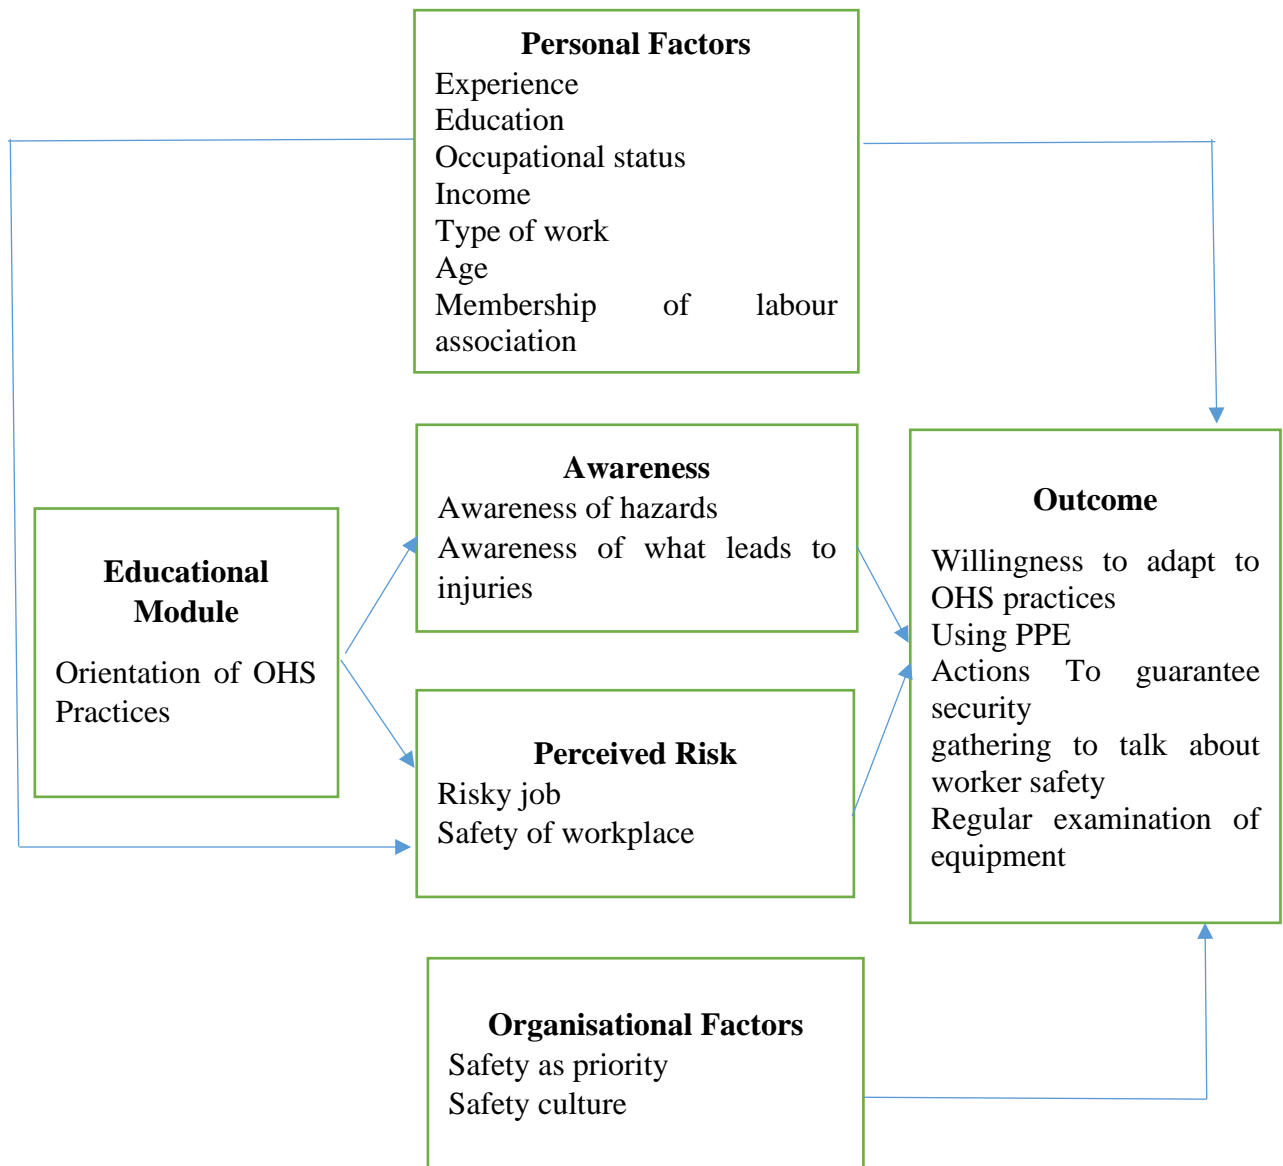 Personal Factors
Experience
Education
Occupational status
Income
Type of work
Age
Membership of labour
association
Awareness
Awareness of hazards
Awareness of what leads to
injuries
Educational
Module
Orientation of OHS
Practices
Perceived Risk
Risky job
Safety of workplace
Outcome
Willingness to adapt to
OHS practices
Using PPE
Actions To guarantee
security
gathering to talk about
worker safety
Regular examination of
equipment
Organisational Factors
Safety as priority
Safety culture